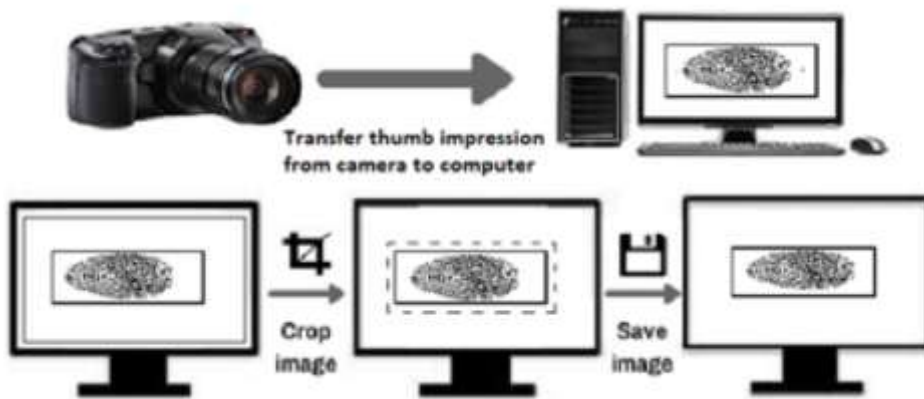 Transfer thumb impression
from camera to computer
Crop
image
Save
image